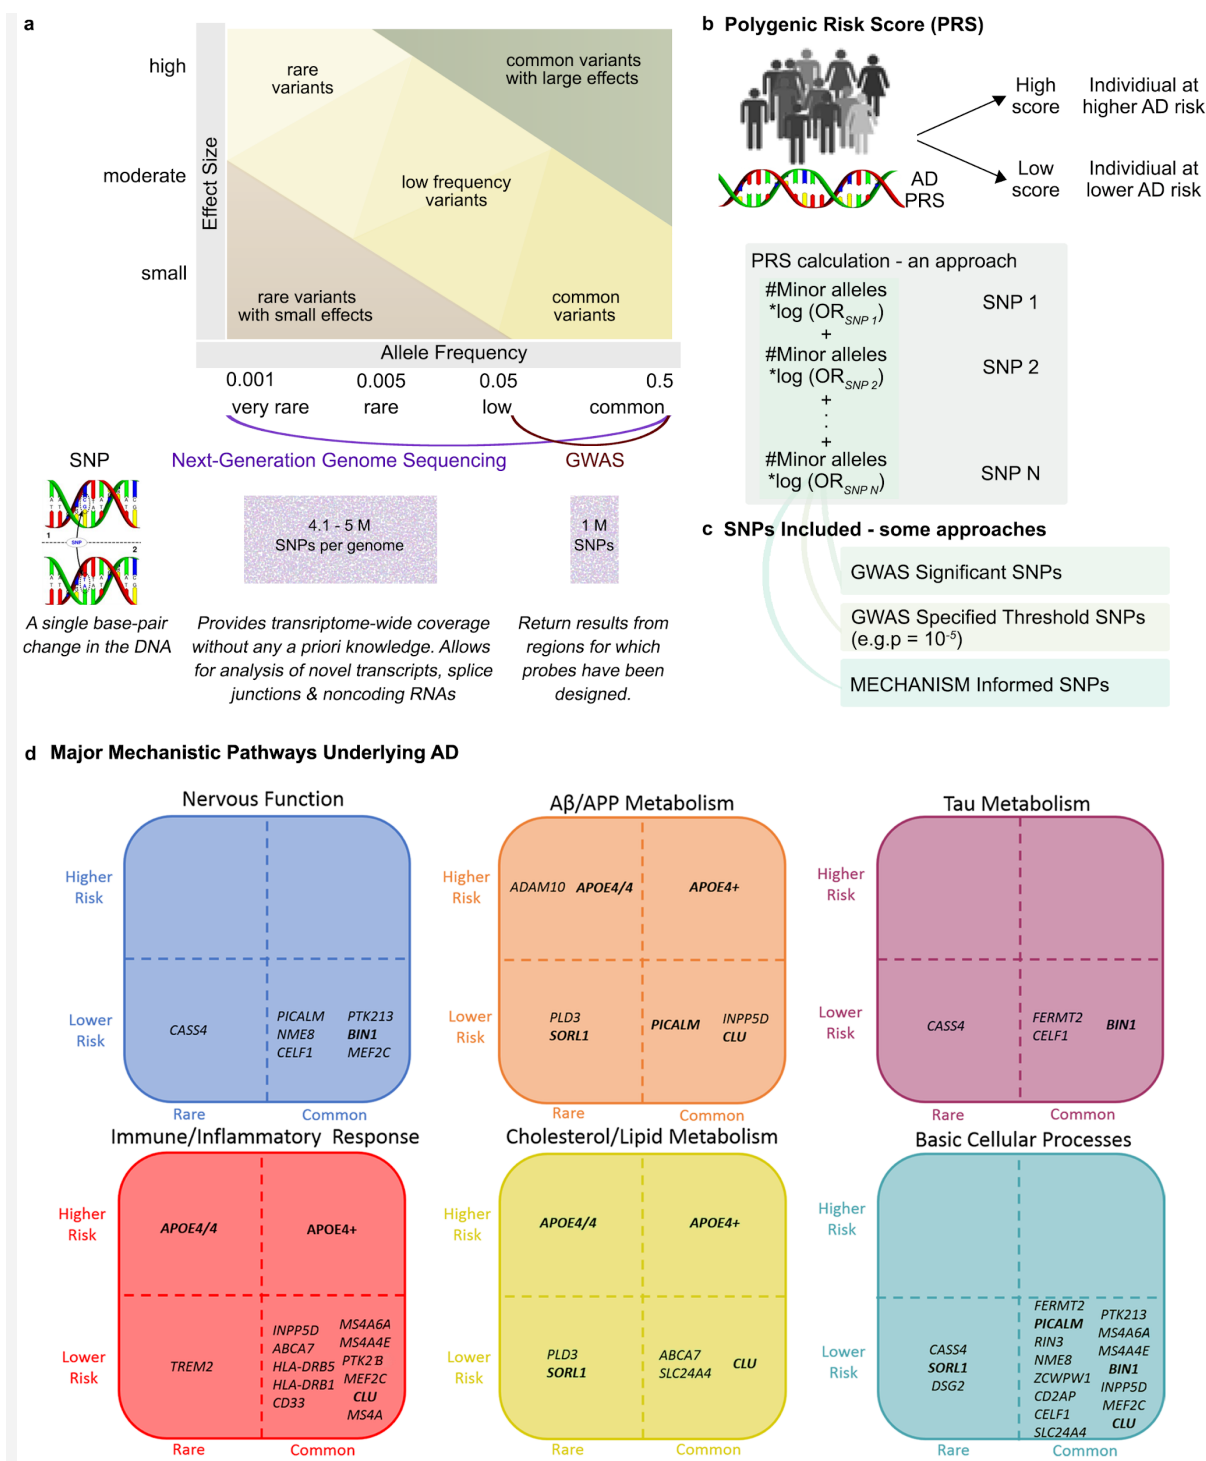 a
high
moderate
small
Effect Size
rare
variants
common variants
with large effects
low frequency
variants
rare variants
with small effects
common
variants
Allele Frequency
0.001
0.005
0.05
0.5
very rare
rare
low
common
SNP
Next-Generation Genome Sequencing
GWAS
1
SNP
2
4.1 - 5 M
SNPs per genome
1 M
SNPs
A single base-pair
change in the DNA
Provides transriptome-wide coverage
without any a priori knowledge. Allows
for analysis of novel transcripts, splice
junctions & noncoding RNAs
Return results from
regions for which
probes have been
designed.
b Polygenic Risk Score (PRS)
High
score
Individiual at
higher AD risk
Low
score
Individiual at
lower AD risk
AD
PRS
PRS calculation - an approach
#Minor alleles
*log (OR SNP 1)
SNP 1
+
#Minor alleles
*log (OR SNP 2)
SNP 2
+
.
.
+
#Minor alleles
*log (OR SNP N)
SNP N
c SNPs Included - some approaches
GWAS Significant SNPs
GWAS Specified Threshold SNPs
(e.g.p = 10-5)
MECHANISM Informed SNPs
d Major Mechanistic Pathways Underlying AD
Nervous Function
Higher
Risk
Lower
Risk
CASS4
PICALM
NME8
CELF1
PTK213
BIN1
MEF2C
Rare
Common
Aβ/APP Metabolism
Higher
Risk
ADAM10
APOE4/4
APOE4+
Lower
Risk
PLD3
SORL1
PICALM
INPP5D
CLU
Rare
Common
Tau Metabolism
Higher
Risk
Lower
Risk
CASS4
FERMT2
CELF1
BIN1
Rare
Common
Immune/Inflammatory Response
Higher
Risk
APOE4/4
APOE4+
Lower
Risk
TREM2
INPP5D
ABCA7
HLA-DRB5
HLA-DRB1
CD33
MS4A6A
MS4A4E
PTK2B
MEF2C
CLU
MS4A
Rare
Common
Cholesterol/Lipid Metabolism
Higher
Risk
APOE4/4
APOE4+
Lower
Risk
PLD3
SORL1
ABCA7
SLC24A4
CLU
Rare
Common
Basic Cellular Processes
Higher
Risk
Lower
Risk
CASS4
SORL1
DSG2
FERMT2
PICALM
RIN3
NME8
ZCWPW1
CD2AP
CELF1
SLC24A4
PTK213
MS4A6A
MS4A4E
BIN1
INPP5D
MEF2C
CLU
Rare
Common